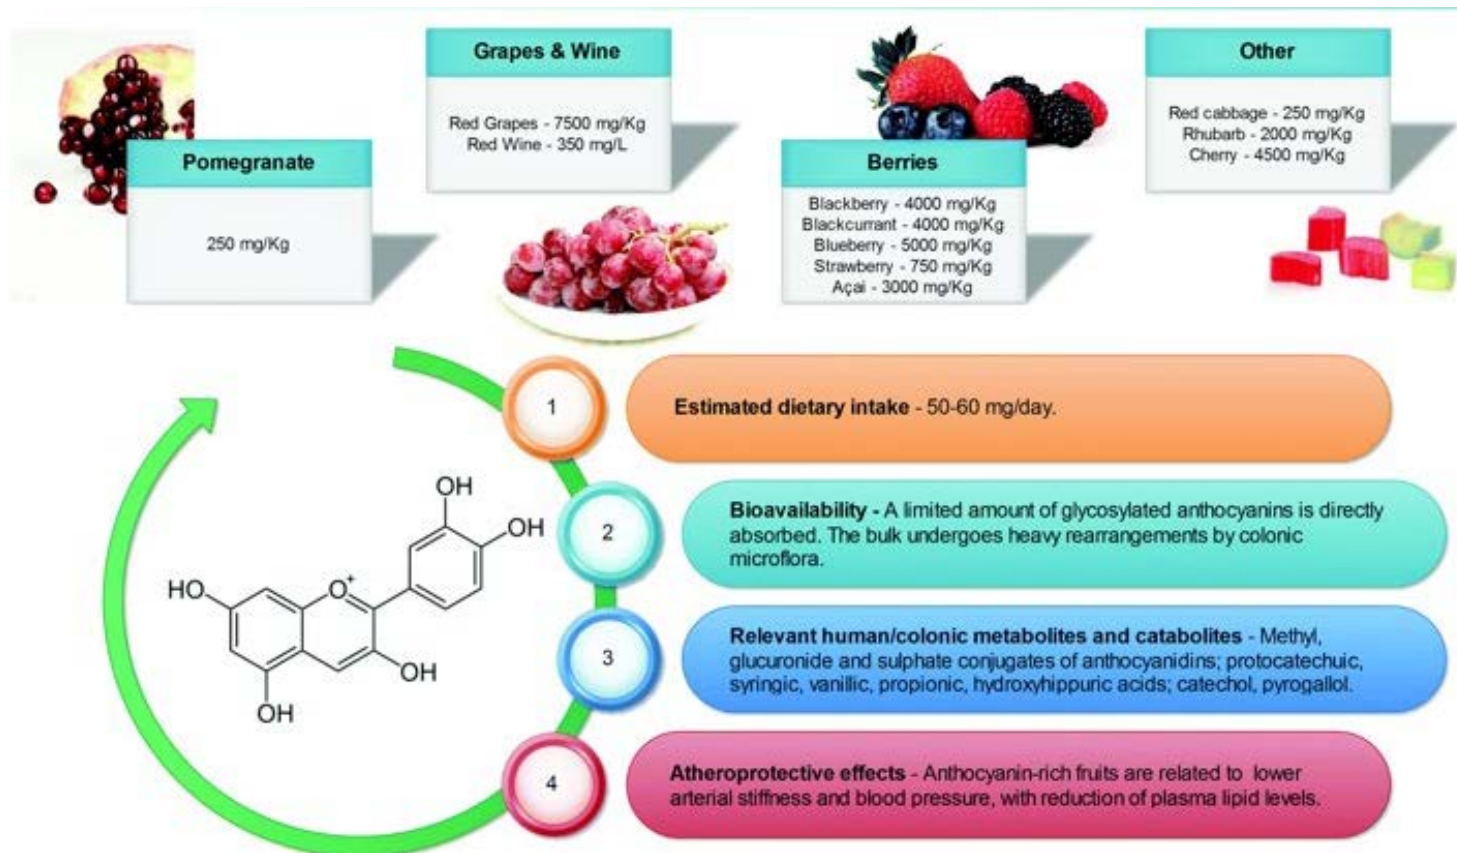 Pomegranate
250 mg/Kg
Grapes & Wine
Red Grapes - 7500 mg/Kg
Red Wine - 350 mg/L
Berries
Blackberry - 4000 mg/Kg
Blackcurrant - 4000 mg/Kg
Blueberry - 5000 mg/Kg
Strawberry - 750 mg/Kg
Açai - 3000 mg/Kg
Other
Red cabbage - 250 mg/Kg
Rhubarb - 2000 mg/Kg
Cherry - 4500 mg/Kg
1
Estimated dietary intake - 50-60 mg/day.
2
Bioavailability - A limited amount of glycosylated anthocyanins is directly
absorbed. The bulk undergoes heavy rearrangements by colonic
microflora.
3
Relevant human/colonic metabolites and catabolites - Methyl,
glucuronide and sulphate conjugates of anthocyanidins; protocatechuic,
syringic, vanillic, propionic, hydroxyhippuric acids; catechol, pyrogallol.
4
Atheroprotective effects - Anthocyanin-rich fruits are related to lower
arterial stiffness and blood pressure, with reduction of plasma lipid levels.
OH
OH
HO
O+
OH
OH